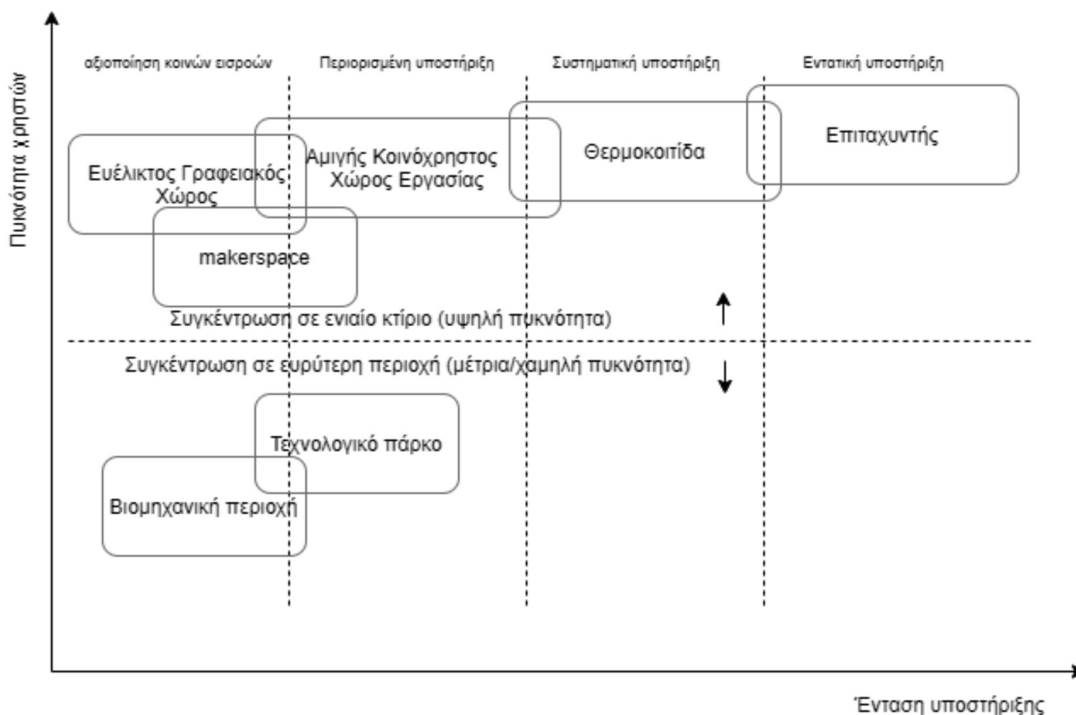 Πυκνότητα χρηστών
αξιοποίηση κοινών εισροών
Περιορισμένη υποστήριξη
Συστηματική υποστήριξη
Εντατική υποστήριξη
Ευέλικτος Γραφειακός
Χώρος
Αμιγής Κοινόχρηστος
Χώρος Εργασίας
Θερμοκοιτίδα
Επιταχυντής
makerspace
Συγκέντρωση σε ενιαίο κτίριο (υψηλή πυκνότητα)
Συγκέντρωση σε ευρύτερη περιοχή (μέτρια/χαμηλή πυκνότητα)
Τεχνολογικό πάρκο
Βιομηχανική περιοχή
Ένταση υποστήριξης